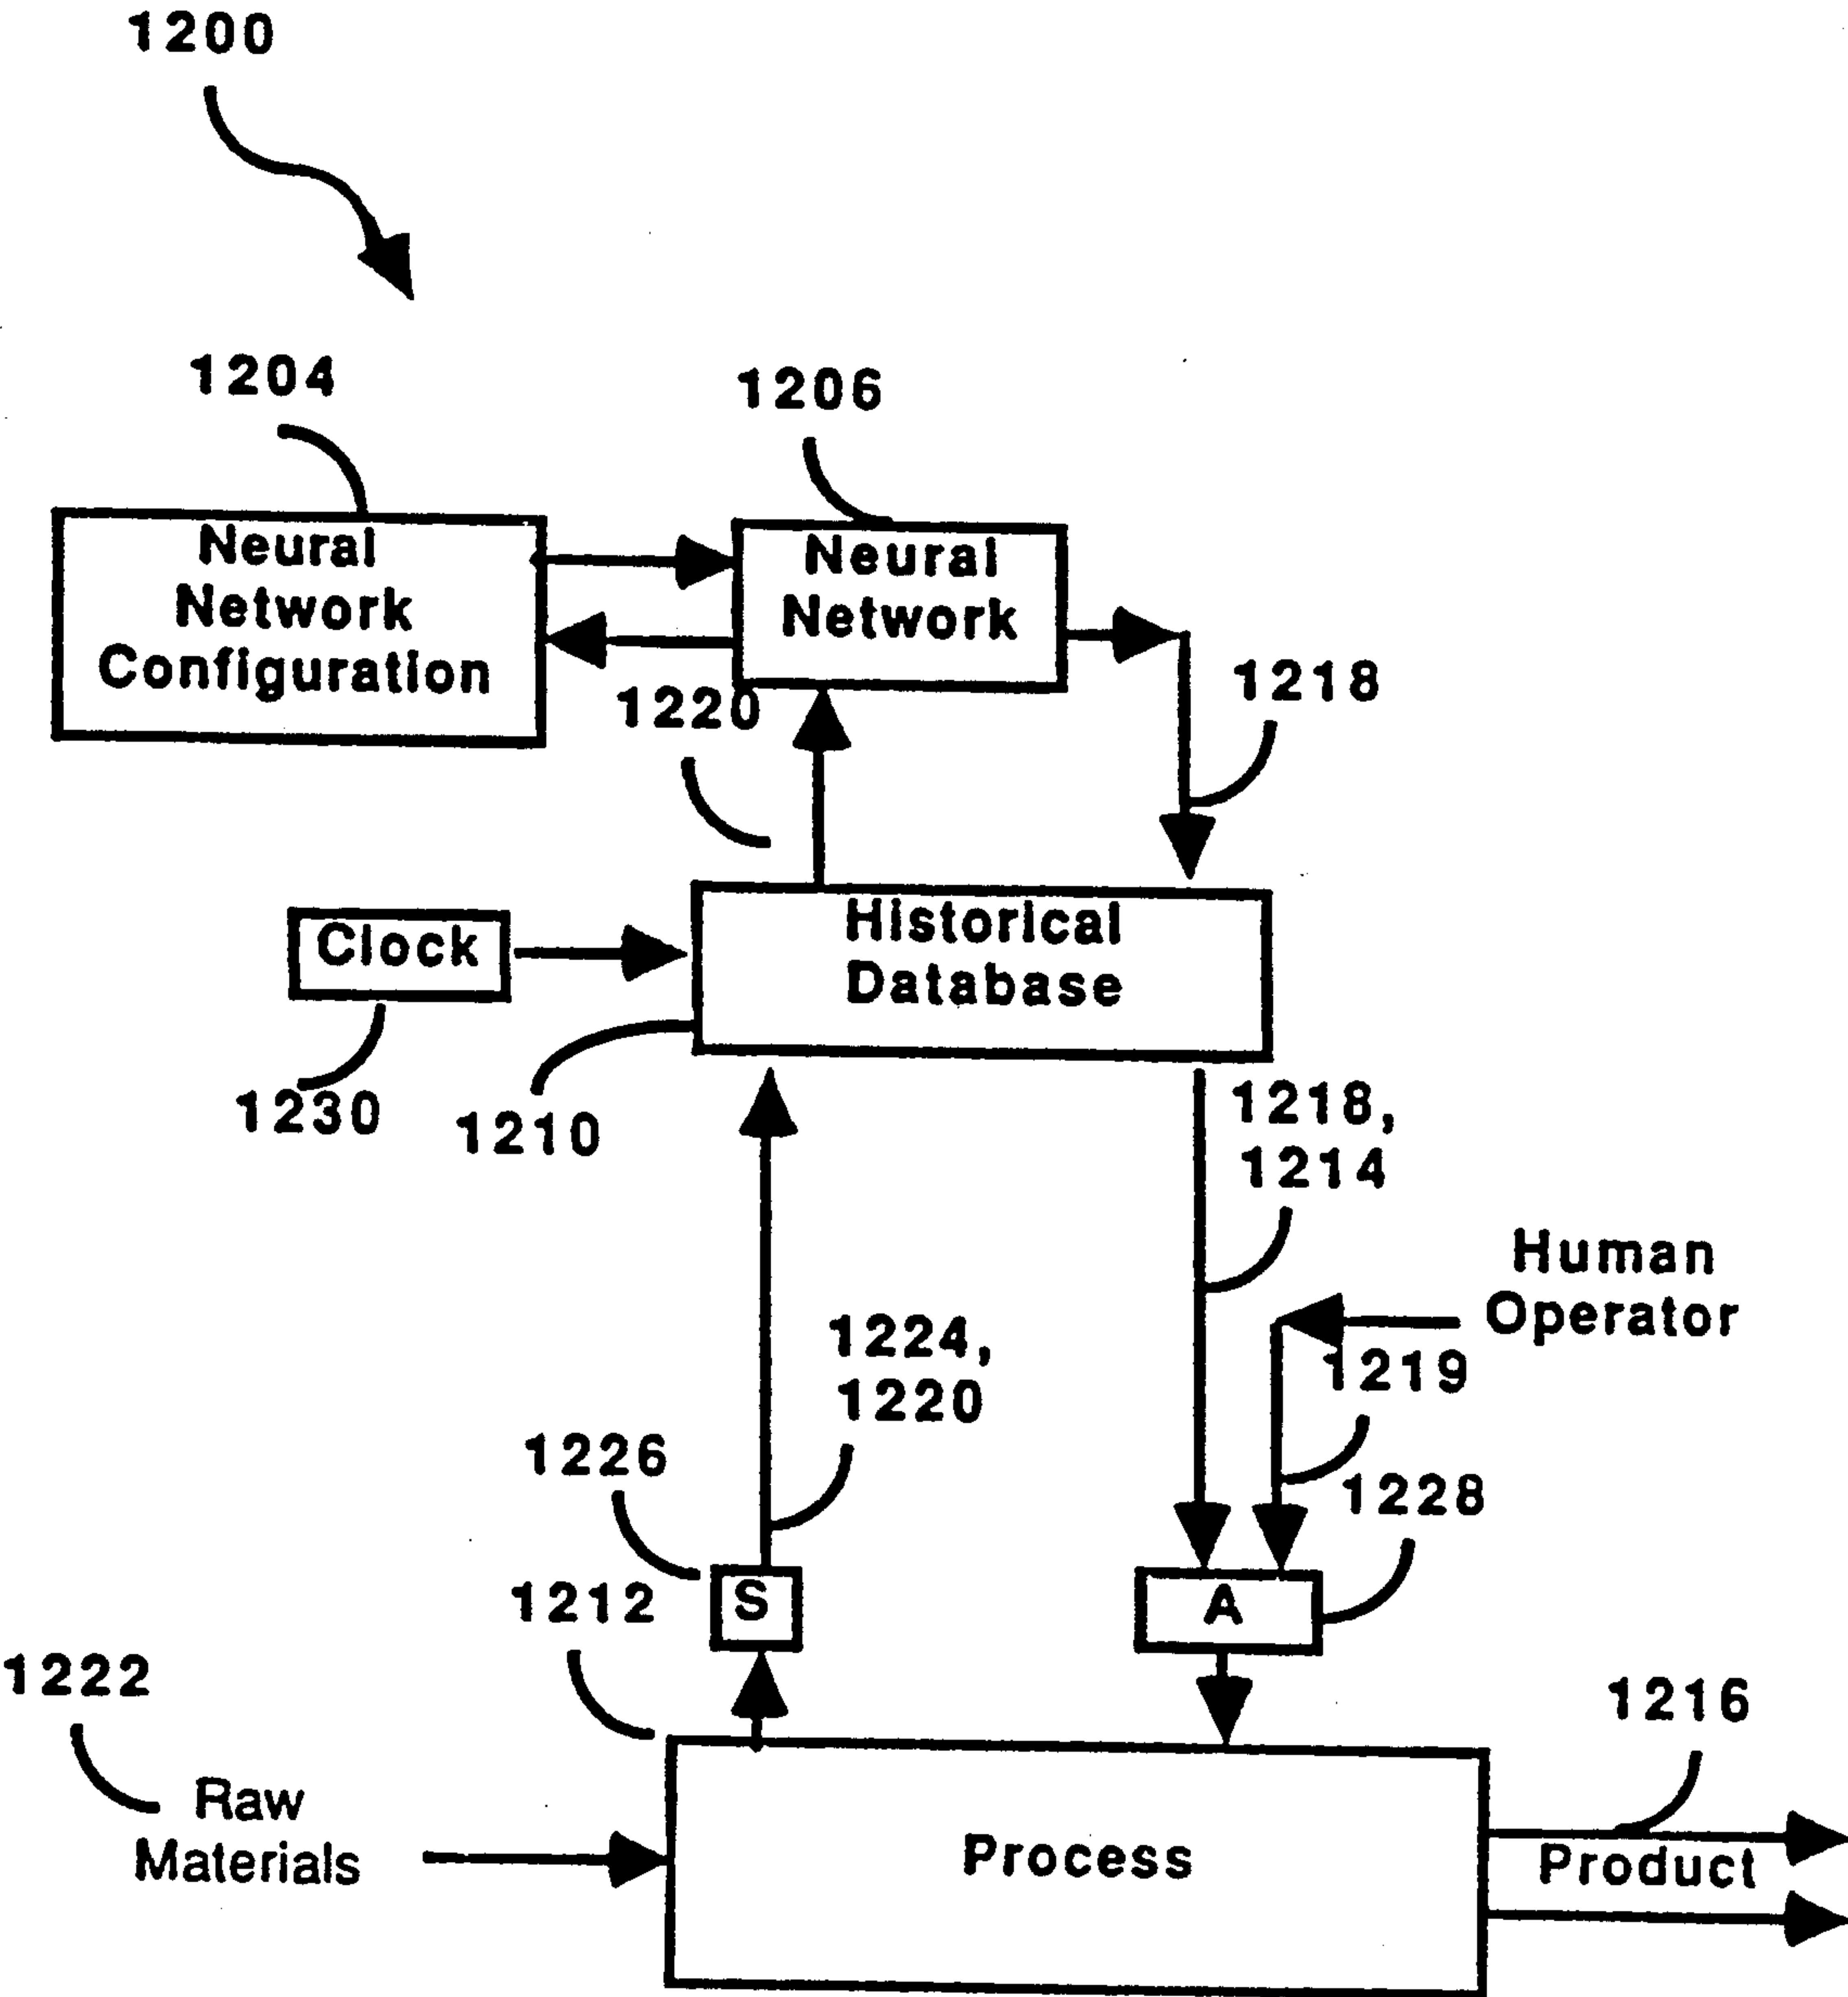 1200
1204
1206
Neural
Network
Configuration
Neural
Network
1220
1218
Clock
Historical
Database
1230
1210
1218,
1214
Human
Operator
1224,
1220
1219
1226
1228
S
A
1212
1222
1216
Raw
Materials
Process
Product